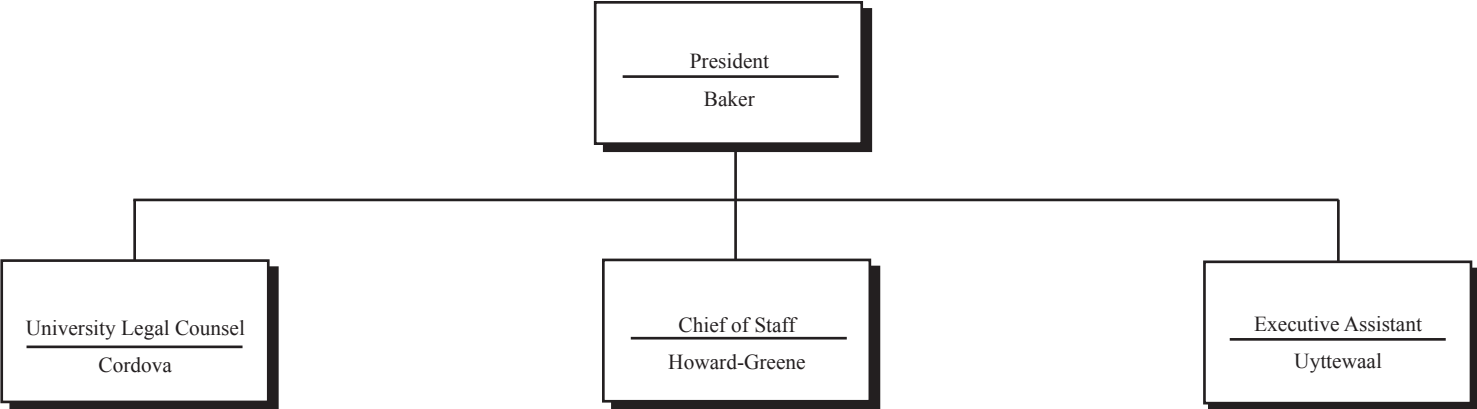 President
Baker
University Legal Counsel
Cordova
Chief of Staff
Howard-Greene
Executive Assistant
Uyttewaal